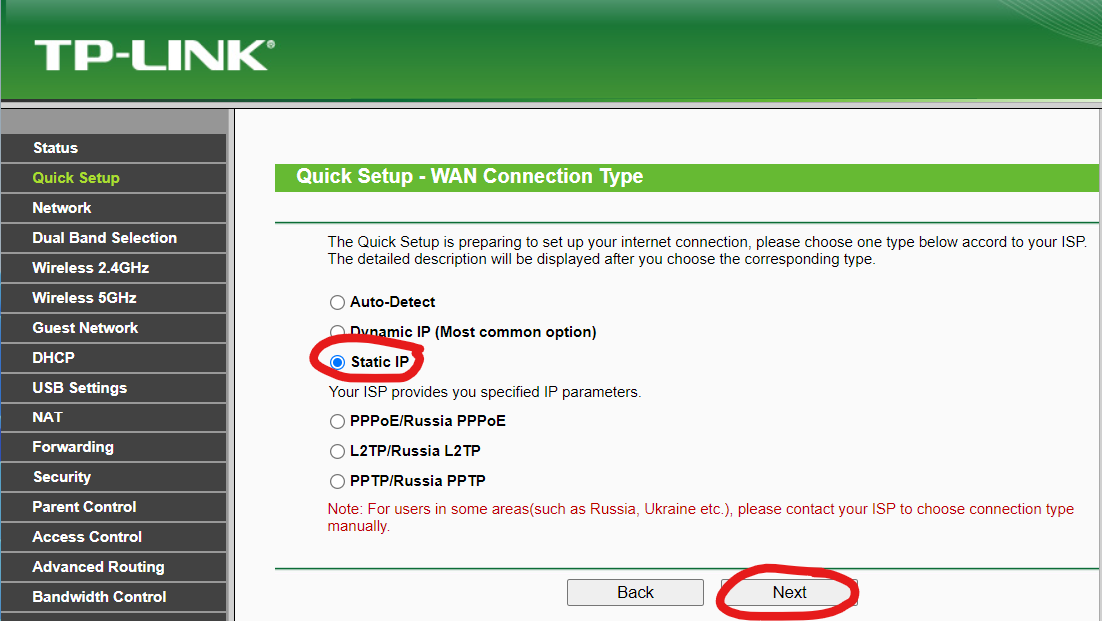 TP-LINK®
Status
Quick Setup
Network
Dual Band Selection
Wireless 2.4GHz
Wireless 5GHz
Guest Network
DHCP
USB Settings
NAT
Forwarding
Security
Parent Control
Access Control
Advanced Routing
Bandwidth Control
Quick Setup - WAN Connection Type
The Quick Setup is preparing to set up your internet connection, please choose one type below accord to your ISP.
The detailed description will be displayed after you choose the corresponding type.
Auto-Detect
Dynamic IP (Most common option)
Static IP
Your ISP provides you specified IP parameters.
PPPoE/Russia PPPoE
L2TP/Russia L2TP
PPTP/Russia PPTP
Note: For users in some areas(such as Russia, Ukraine etc.), please contact your ISP to choose connection type
manually.
Back
Next